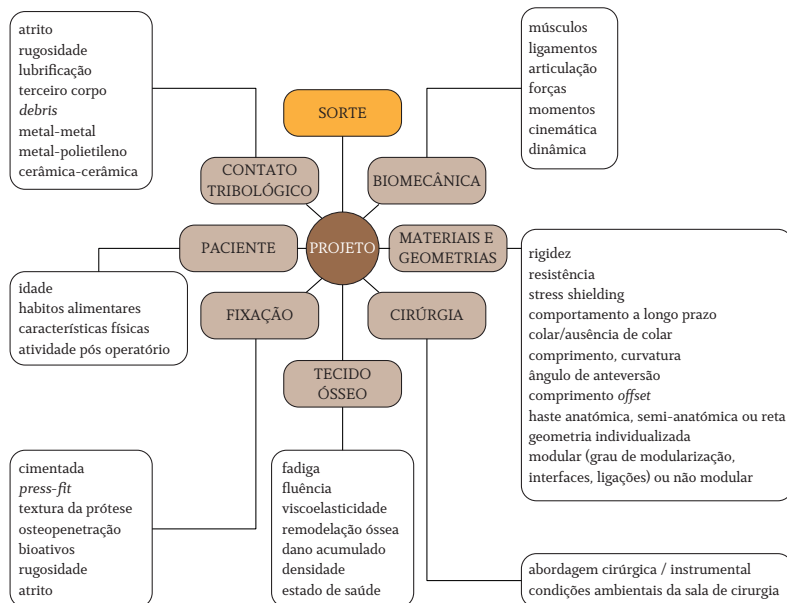 atrito
rugosidade
lubrificação
terceiro corpo
debris
metal-metal
metal-polietileno
cerâmica-cerâmica
músculos
ligamentos
articulação
forças
momentos
cinemática
dinâmica
SORTE
CONTATO
TRIBOLÓGICO
BIOMECÂNICA
PACIENTE
PROJETO
MATERIAIS E
GEOMETRIAS
FIXAÇÃO
CIRÚRGIA
TECIDO
ÓSSEO
idade
habitos alimentares
características físicas
atividade pós operatório
rigidez
resistência
stress shielding
comportamento a longo prazo
colar/ausência de colar
comprimento, curvatura
ângulo de anteversão
comprimento offset
haste anatómica, semi-anatómica ou reta
geometria individualizada
modular (grau de modularização,
interfaces, ligações) ou não modular
cimentada
press-fit
textura da prótese
osteopenetração
bioativos
rugosidade
atrito
fadiga
fluência
viscoelasticidade
remodelação óssea
dano acumulado
densidade
estado de saúde
abordagem cirúrgica / instrumental
condições ambientais da sala de cirurgia